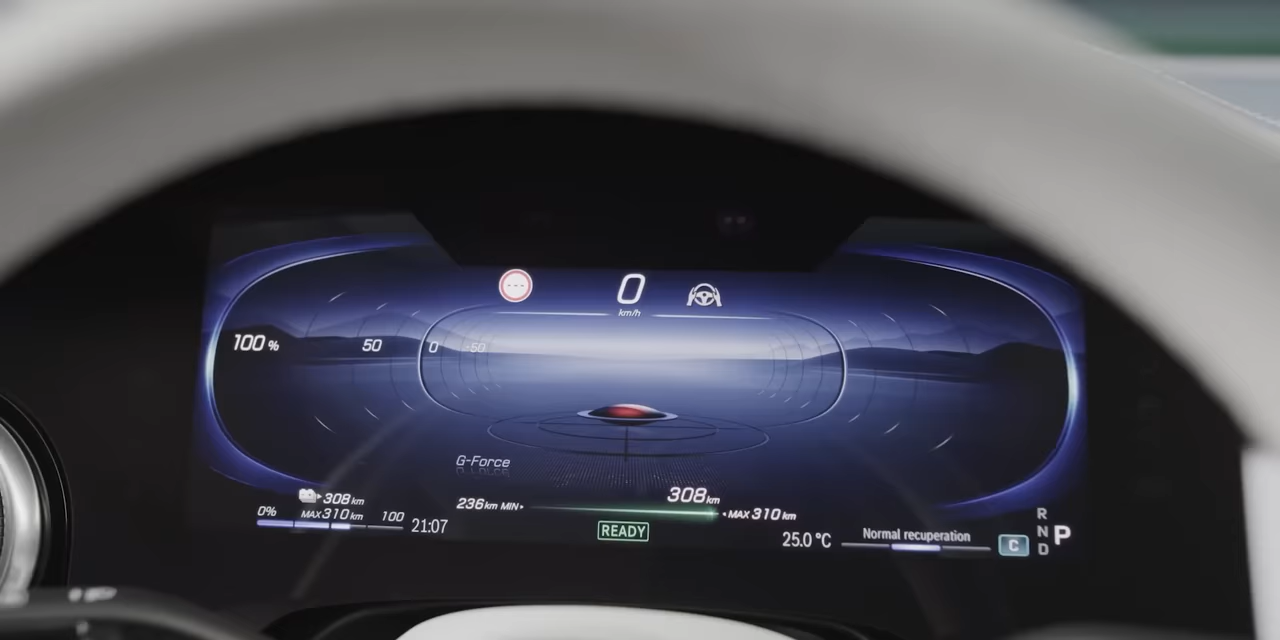 0
km/h
100 % 50 0 -50
G-Force
308 km
0% MAX 310 km 100 21:07
236 km MIN 308 km MAX 310 km
READY
25.0 °C Normal recuperation C
R
N P
D